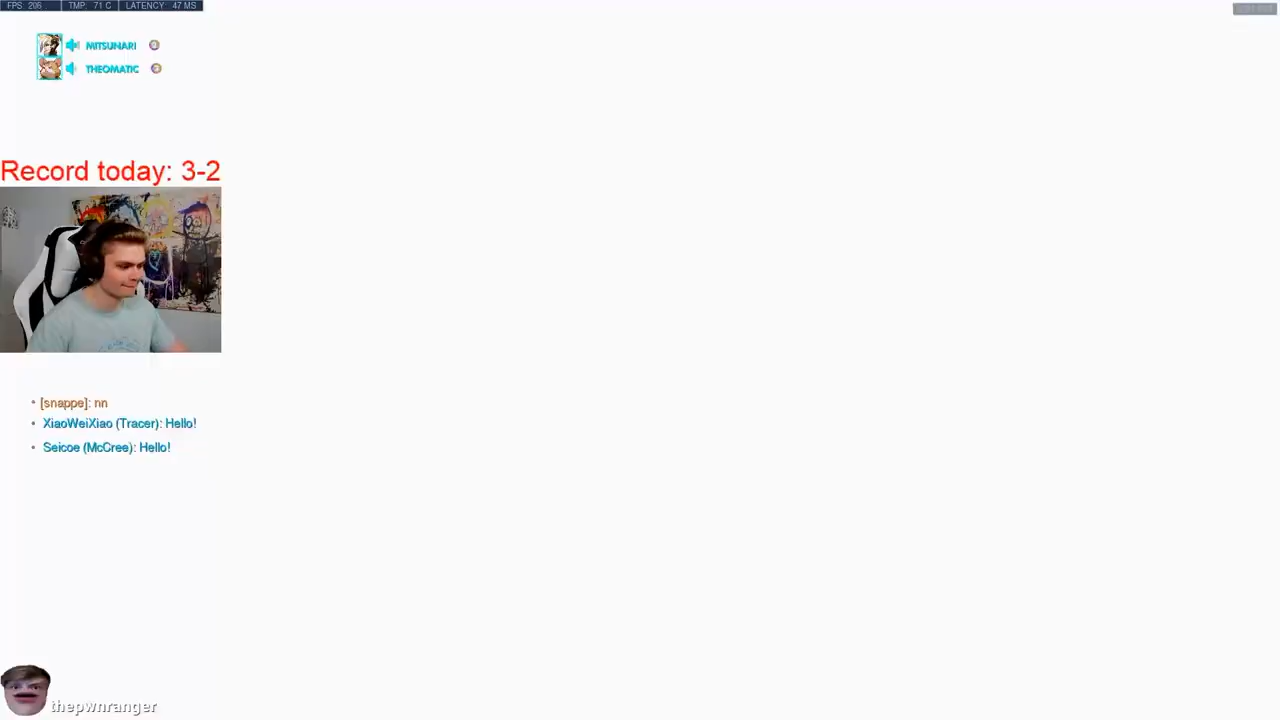 FPS: 206 TMP: 71 C LATENCY: 47 MS
MITSUNARI
THEOMATIC
Record today: 3-2
[snappe]: nn
XiaoWeiXiao (Tracer): Hello!
Seicoe (McCree): Hello!
thepwnranger